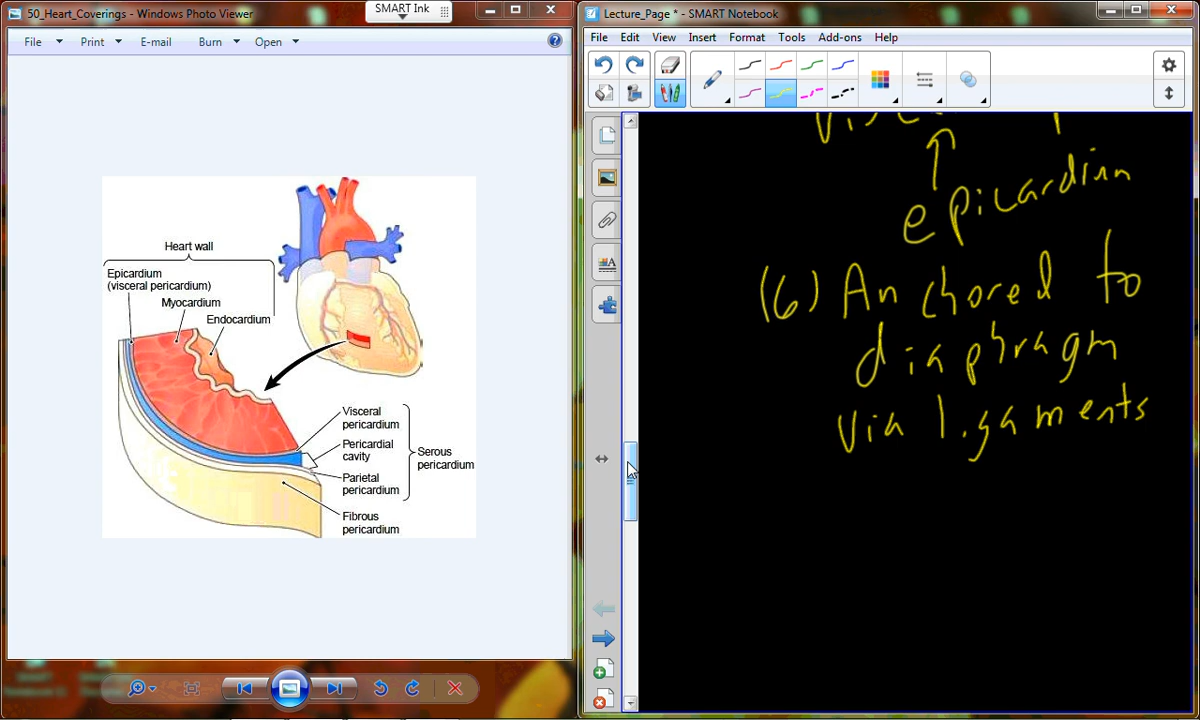 50_Heart_Coverings - Windows Photo Viewer
SMART Ink
File Print E-mail Burn Open
Heart wall
Epicardium
(visceral pericardium)
Myocardium
Endocardium
Visceral
pericardium
Pericardial
cavity
Serous
pericardium
Parietal
pericardium
Fibrous
pericardium
Lecture_Page * - SMART Notebook
File Edit View Insert Format Tools Add-ons Help
epicardium
(6) Anchored to
diaphragm
via ligaments